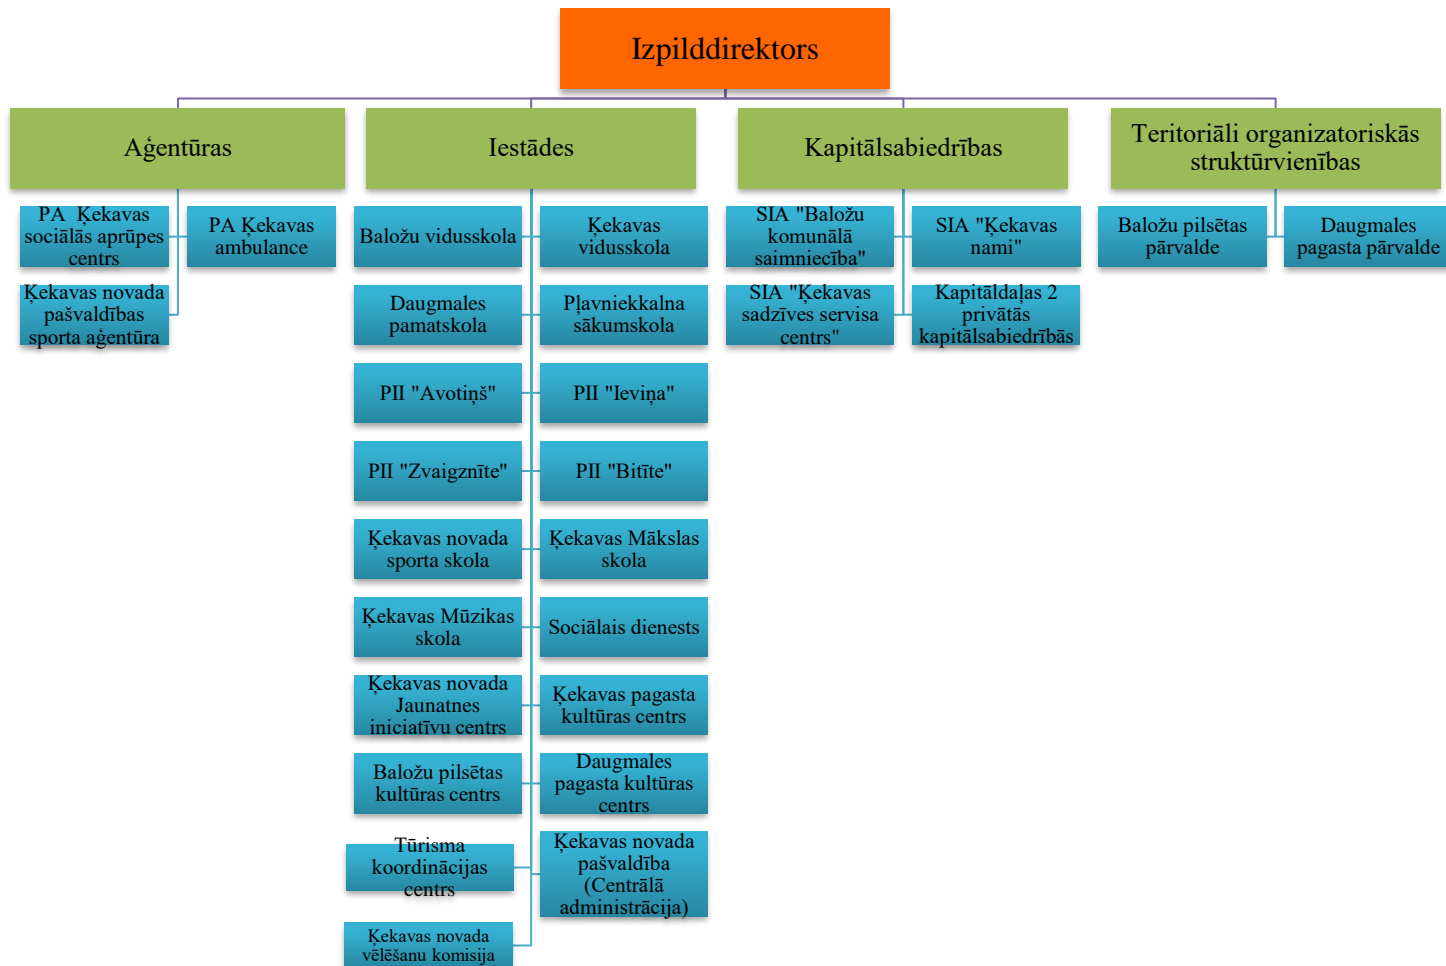 Izpilddirektors
Aģentūras
PA Ķekavas
sociālās aprūpes
centrs
PA Ķekavas
ambulance
Ķekavas novada
pašvaldības
sporta aģentūra
Iestādes
Baložu vidusskola
Ķekavas
vidusskola
Daugmales
pamatskola
Pļavniekkalna
sākumskola
PII "Avotiņš"
PII "Ieviņa"
PII "Zvaigznīte"
PII "Bitīte"
Ķekavas novada
sporta skola
Ķekavas Mākslas
skola
Ķekavas Mūzikas
skola
Sociālais dienests
Ķekavas novada
Jaunatnes
iniciatīvu centrs
Ķekavas pagasta
kultūras centrs
Baložu pilsētas
kultūras centrs
Daugmales
pagasta kultūras
centrs
Tūrisma
koordinācijas
centrs
Ķekavas novada
pašvaldība
(Centrālā
administrācija)
Ķekavas novada
vēlēšanu komisija
Kapitālsabiedrības
SIA "Baložu
komunālā
saimniecība"
SIA "Ķekavas
nami"
SIA "Ķekavas
sadzīves servisa
centrs"
Kapitāldaļas 2
privātās
kapitālsabiedrībās
Teritoriāli organizatoriskās
struktūrvienības
Baložu pilsētas
pārvalde
Daugmales
pagasta pārvalde